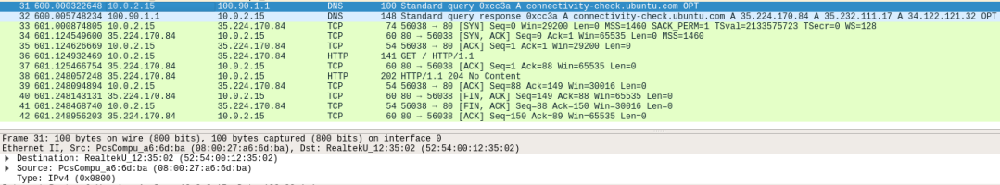 31 600.000322648 10.0.2.15 100.90.1.1 DNS 100 Standard query 0xcc3a A connectivity-check.ubuntu.com OPT
32 600.005748234 100.90.1.1 10.0.2.15 DNS 148 Standard query response 0xcc3a A connectivity-check.ubuntu.com A 35.224.170.84 A 35.232.111.17 A 34.122.121.32 OPT
33 601.000874805 10.0.2.15 35.224.170.84 TCP 74 56038 → 80 [SYN] Seq=0 Win=29200 Len=0 MSS=1460 SACK_PERM=1 TSval=2133575723 TSecr=0 WS=128
34 601.124549600 35.224.170.84 10.0.2.15 TCP 60 80 → 56038 [SYN, ACK] Seq=0 Ack=1 Win=65535 Len=0 MSS=1460
35 601.124626669 10.0.2.15 35.224.170.84 TCP 54 56038 → 80 [ACK] Seq=1 Ack=1 Win=29200 Len=0
36 601.124932469 10.0.2.15 35.224.170.84 HTTP 141 GET / HTTP/1.1
37 601.125466754 35.224.170.84 10.0.2.15 TCP 60 80 → 56038 [ACK] Seq=1 Ack=88 Win=65535 Len=0
38 601.248057248 35.224.170.84 10.0.2.15 HTTP 202 HTTP/1.1 204 No Content
39 601.248094894 10.0.2.15 35.224.170.84 TCP 54 56038 → 80 [ACK] Seq=88 Ack=149 Win=30016 Len=0
40 601.248143131 35.224.170.84 10.0.2.15 TCP 60 80 → 56038 [FIN, ACK] Seq=149 Ack=88 Win=65535 Len=0
41 601.248468740 10.0.2.15 35.224.170.84 TCP 54 56038 → 80 [FIN, ACK] Seq=88 Ack=150 Win=30016 Len=0
42 601.248956203 35.224.170.84 10.0.2.15 TCP 60 80 → 56038 [ACK] Seq=150 Ack=89 Win=65535 Len=0
Frame 31: 100 bytes on wire (800 bits), 100 bytes captured (800 bits) on interface 0
Ethernet II, Src: PcsCompu_a6:6d:ba (08:00:27:a6:6d:ba), Dst: RealtekU_12:35:02 (52:54:00:12:35:02)
Destination: RealtekU_12:35:02 (52:54:00:12:35:02)
Source: PcsCompu_a6:6d:ba (08:00:27:a6:6d:ba)
Type: IPv4 (0x0800)